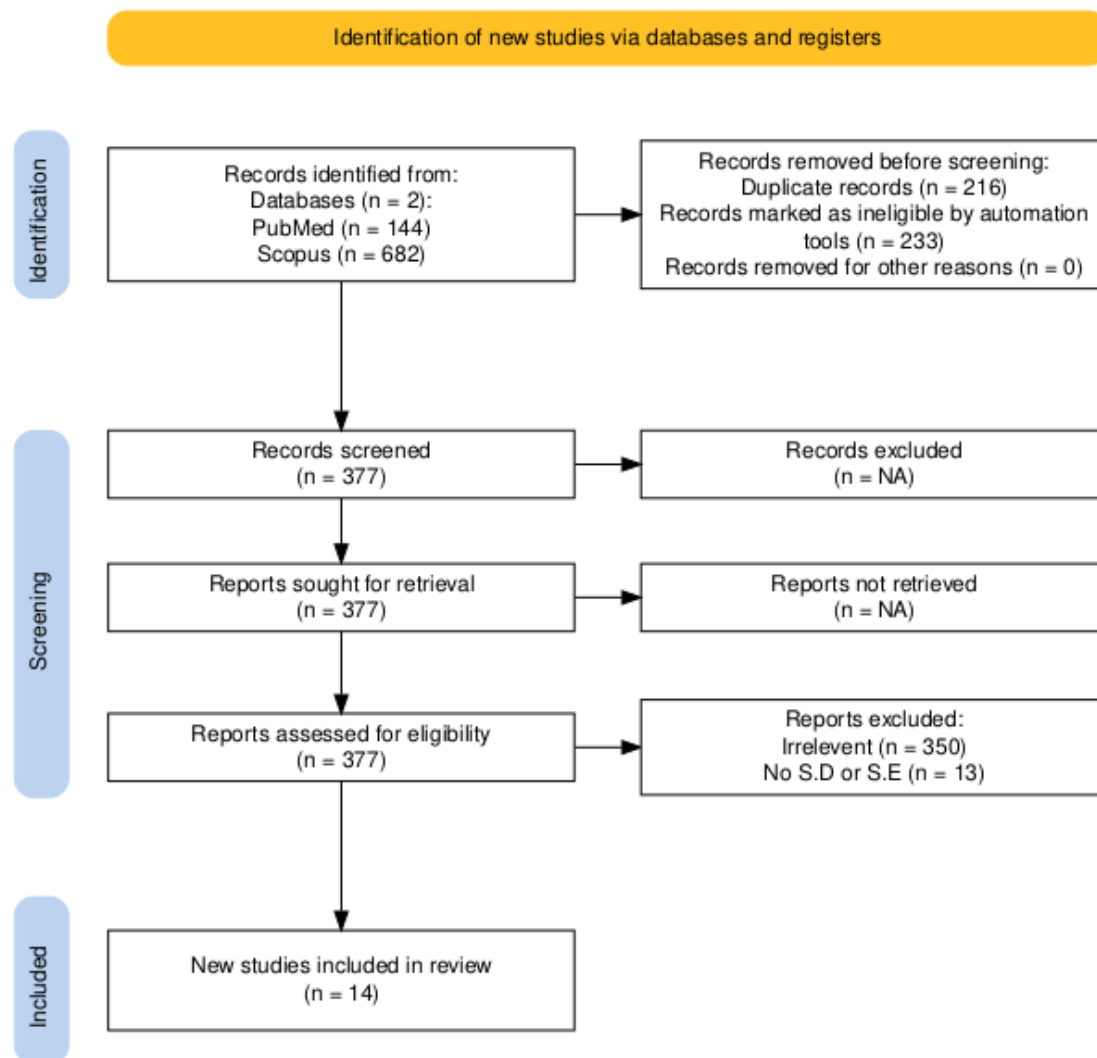 Identification of new studies via databases and registers
Identification
Records identified from:
Databases (n = 2):
PubMed (n = 144)
Scopus (n = 682)
Records removed before screening:
Duplicate records (n = 216)
Records marked as ineligible by automation
tools (n = 233)
Records removed for other reasons (n = 0)
Screening
Records screened
(n = 377)
Records excluded
(n = NA)
Reports sought for retrieval
(n = 377)
Reports not retrieved
(n = NA)
Reports assessed for eligibility
(n = 377)
Reports excluded:
Irrelevent (n = 350)
No S.D or S.E (n = 13)
Included
New studies included in review
(n = 14)